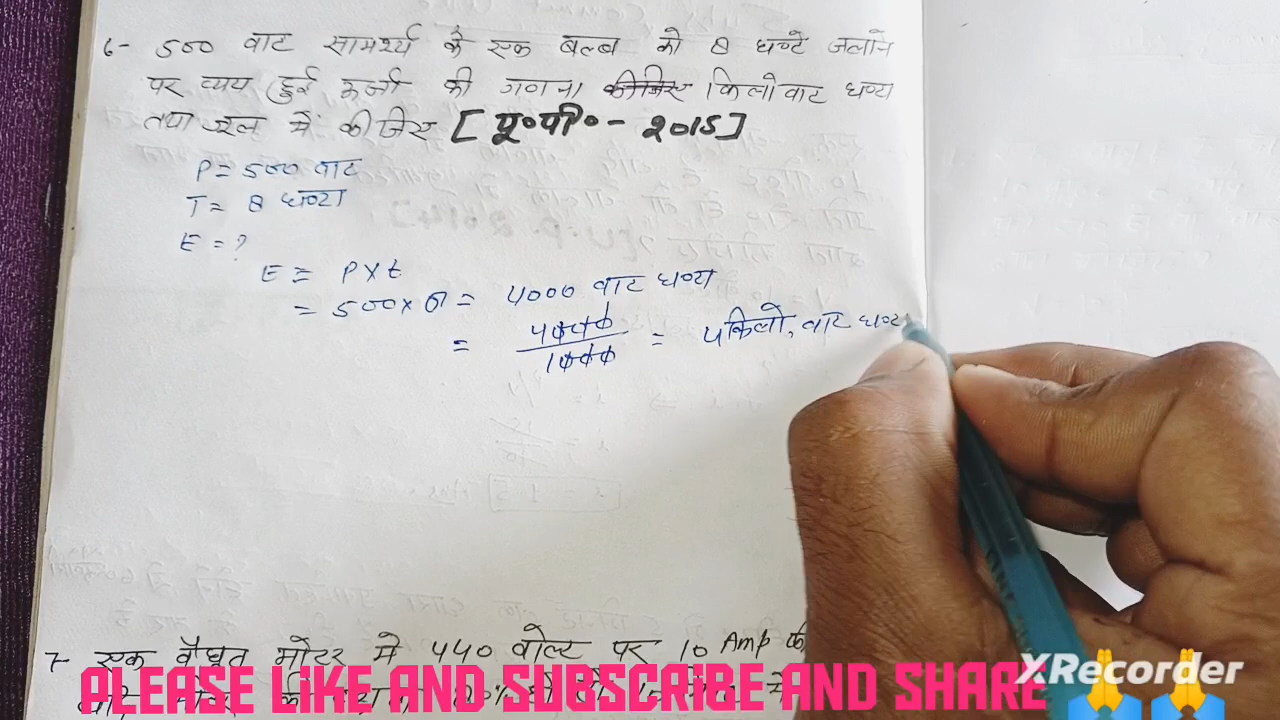 6- 500 वाट सामर्थ्य के एक बल्ब को 8 घण्टे जलाने
पर व्यय हुई ऊर्जा की गणना कीजिए किलोवाट घण्टा
तथा जूल में कीजिए [यू०पी०-2015]
P = 500 वाट
T = 8 घण्टा
E = ?
E = P×t
= 500×8 = 4000 वाट घण्टा
= 4000/1000 = 4 किलो, वाट घण्टा
7- एक वैधुत मोटर मे 440 वोल्ट पर 10 Amp की
PLEASE LIKE AND SUBSCRIBE AND SHARE 🙏🙏
XRecorder